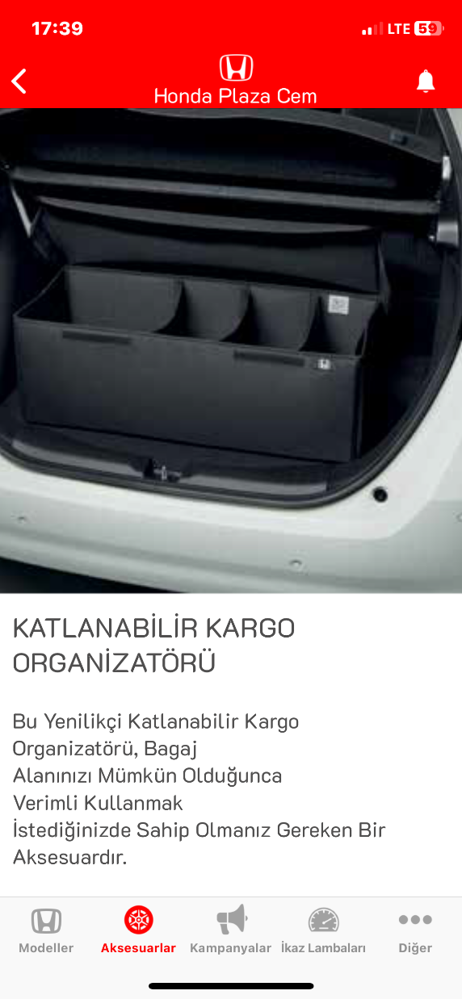 17:39
LTE 59
Honda Plaza Cem
KATLANABİLİR KARGO
ORGANİZATÖRÜ
Bu Yenilikçi Katlanabilir Kargo
Organizatörü, Bagaj
Alanınızı Mümkün Olduğunca
Verimli Kullanmak
İstediğinizde Sahip Olmanız Gereken Bir
Aksesuardır.
Modeller Aksesuarlar Kampanyalar İkaz Lambaları Diğer